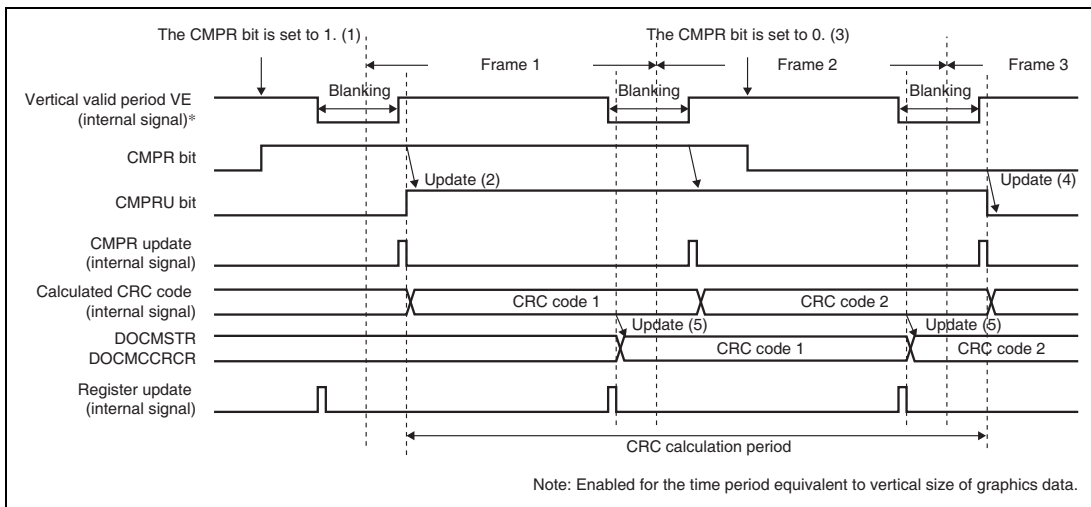 The CMPR bit is set to 1. (1)
The CMPR bit is set to 0. (3)
Frame 1
Frame 2
Frame 3
Vertical valid period VE
(internal signal)*
Blanking
Blanking
Blanking
CMPR bit
Update (2)
Update (4)
CMPRU bit
CMPR update
(internal signal)
Calculated CRC code
(internal signal)
CRC code 1
CRC code 2
Update (5)
Update (5)
DOCMSTR
DOCMCCRCR
CRC code 1
CRC code 2
Register update
(internal signal)
CRC calculation period
Note: Enabled for the time period equivalent to vertical size of graphics data.